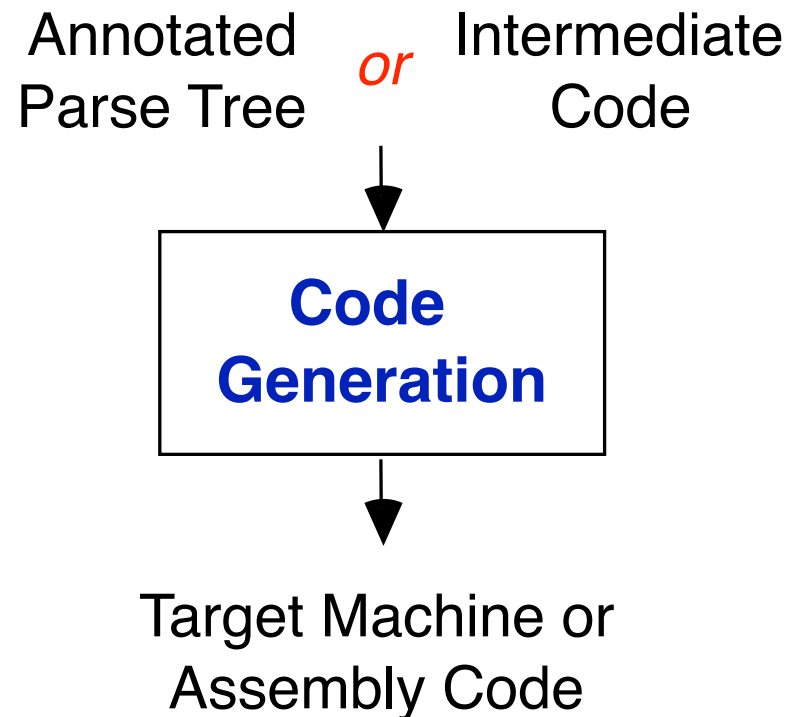 Annotated
Parse Tree
or
Intermediate
Code
Code
Generation
Target Machine or
Assembly Code